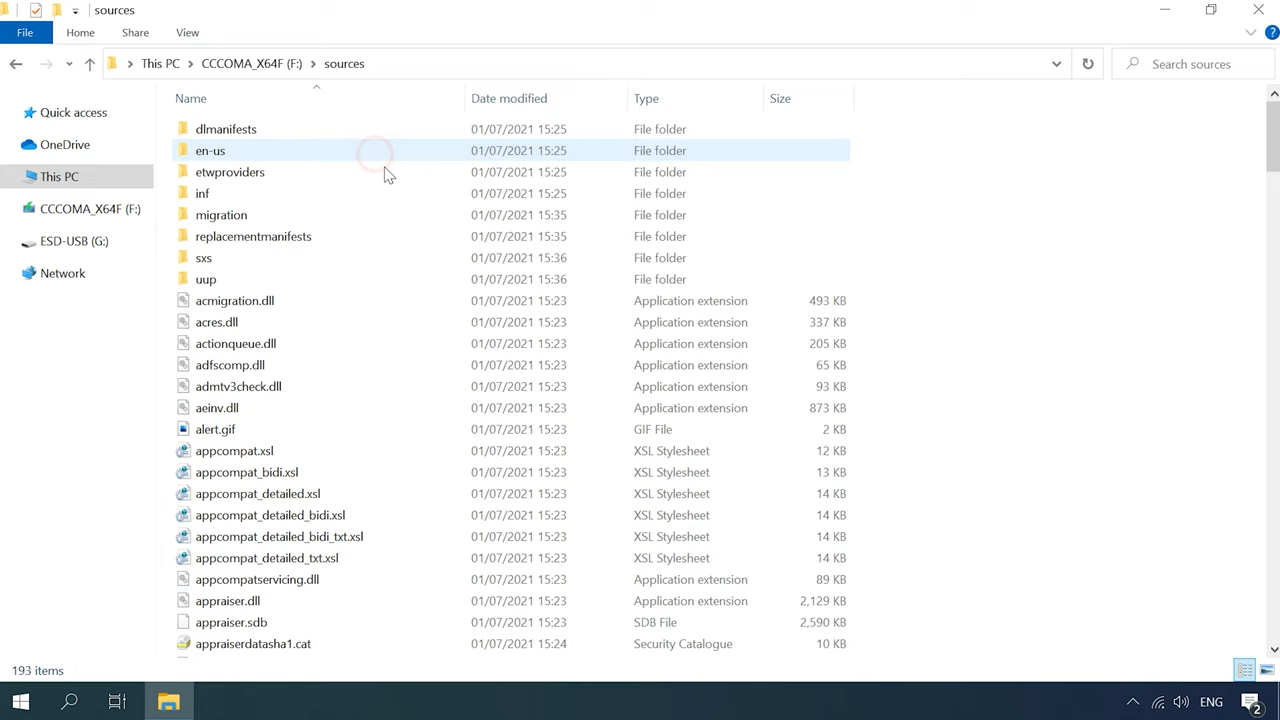 sources
File Home Share View
This PC CCCOMA_X64F (F:) sources Search sources
Name Date modified Type Size
Quick access
OneDrive
This PC
CCCOMA_X64F (F:)
ESD-USB (G:)
Network
dlmanifests 01/07/2021 15:25 File folder
en-us 01/07/2021 15:25 File folder
etwproviders 01/07/2021 15:25 File folder
inf 01/07/2021 15:25 File folder
migration 01/07/2021 15:35 File folder
replacementmanifests 01/07/2021 15:35 File folder
sxs 01/07/2021 15:36 File folder
uup 01/07/2021 15:36 File folder
acmigration.dll 01/07/2021 15:23 Application extension 493 KB
acres.dll 01/07/2021 15:23 Application extension 337 KB
actionqueue.dll 01/07/2021 15:23 Application extension 205 KB
adfscomp.dll 01/07/2021 15:23 Application extension 65 KB
admtv3check.dll 01/07/2021 15:23 Application extension 93 KB
aeinv.dll 01/07/2021 15:23 Application extension 873 KB
alert.gif 01/07/2021 15:23 GIF File 2 KB
appcompat.xsl 01/07/2021 15:23 XSL Stylesheet 12 KB
appcompat_bidi.xsl 01/07/2021 15:23 XSL Stylesheet 13 KB
appcompat_detailed.xsl 01/07/2021 15:23 XSL Stylesheet 14 KB
appcompat_detailed_bidi.xsl 01/07/2021 15:23 XSL Stylesheet 14 KB
appcompat_detailed_bidi_txt.xsl 01/07/2021 15:23 XSL Stylesheet 14 KB
appcompat_detailed_txt.xsl 01/07/2021 15:23 XSL Stylesheet 14 KB
appcompatservicing.dll 01/07/2021 15:23 Application extension 89 KB
appraiser.dll 01/07/2021 15:23 Application extension 2,129 KB
appraiser.sdb 01/07/2021 15:23 SDB File 2,590 KB
appraiserdatasha1.cat 01/07/2021 15:24 Security Catalogue 10 KB
193 items
ENG 2